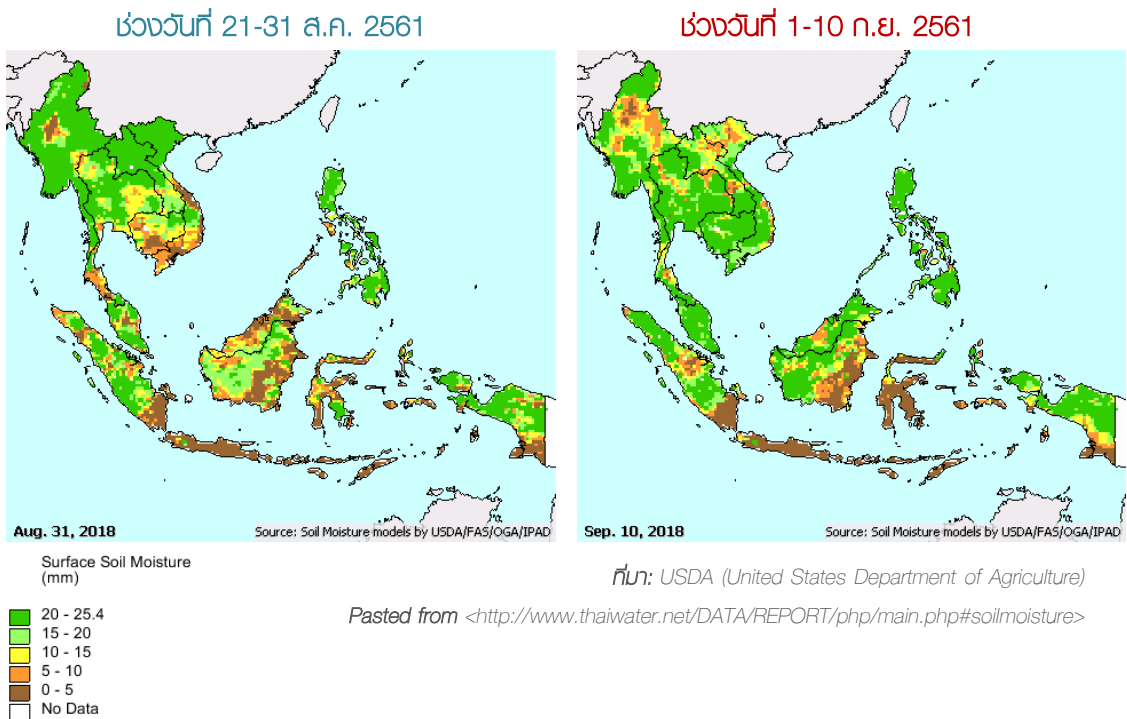 ช่วงวันที่ 21-31 ส.ค. 2561
ช่วงวันที่ 1-10 ก.ย. 2561
Aug. 31, 2018
Source: Soil Moisture models by USDA/FAS/OGA/IPAD
Sep. 10, 2018
Source: Soil Moisture models by USDA/FAS/OGA/IPAD
Surface Soil Moisture
(mm)
20 - 25.4
15 - 20
10 - 15
5 - 10
0 - 5
No Data
ที่มา: USDA (United States Department of Agriculture)
Pasted from <http://www.thaiwater.net/DATA/REPORT/php/main.php#soilmoisture>